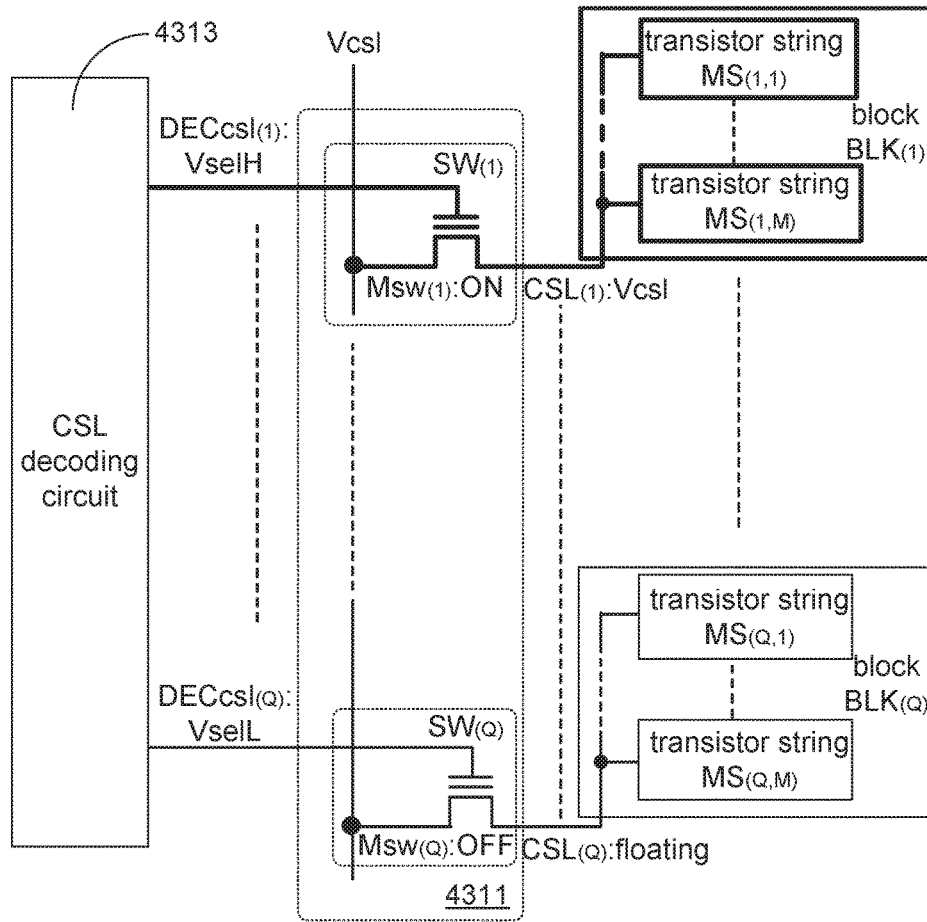 4313
Vcsl
transistor string
MS(1,1)
block
BLK(1)
DECcsl(1):
VselH
SW(1)
transistor string
MS(1,M)
Msw(1):ON
CSL(1):Vcsl
CSL
decoding
circuit
transistor string
MS(Q,1)
block
BLK(Q)
DECcsl(Q):
VselL
SW(Q)
transistor string
MS(Q,M)
Msw(Q):OFF
CSL(Q):floating
4311